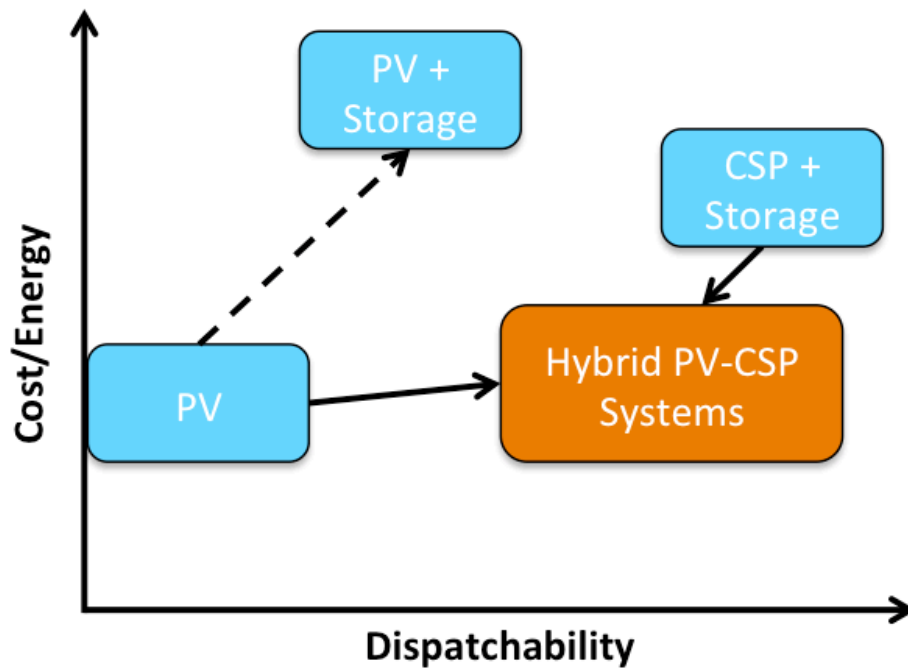 PV +
Storage
CSP +
Storage
Hybrid PV-CSP
Systems
PV
Cost/Energy
Dispatchability